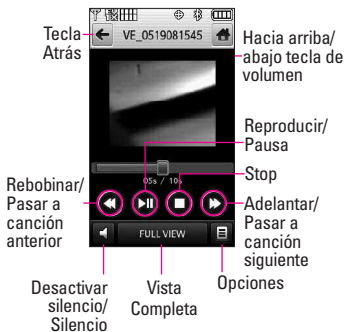 Tecla
Atrás
VE_0519081545
Hacia arriba/
abajo tecla de
volumen
Reproducir/
Pausa
05s / 10s
Stop
Rebobinar/
Pasar a
canción
anterior
Adelantar/
Pasar a
canción
siguiente
FULL VIEW
Desactivar
silencio/
Silencio
Vista
Completa
Opciones